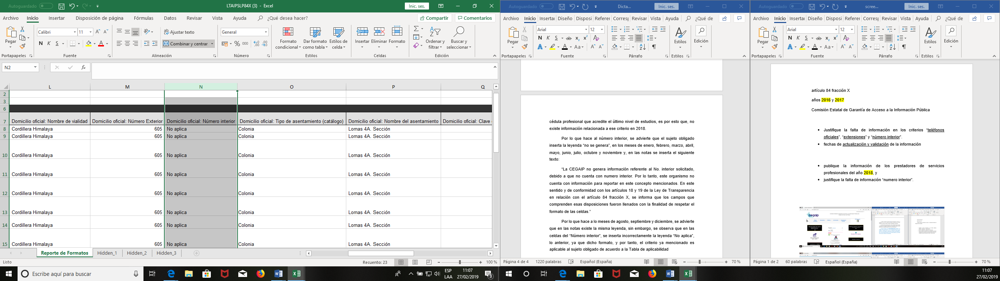 Autoguardado
LTAIPSLP84X (3) - Excel
Inic. ses.
Archivo Inicio Insertar Disposición de página Fórmulas Datos Revisar Vista Ayuda ¿Qué desea hacer? Compartir Comentarios
Pegar
Calibri 11
N K S
Ajustar texto
Combinar y centrar
General
% 000
Formato condicional
Dar formato como tabla
Estilos de celda
Insertar Eliminar Formato
Ordenar y filtrar
Buscar y seleccionar
Portapapeles Fuente Alineación Número Estilos Celdas Edición
N2
fx
L M N O P Q
2
3
6
7 Domicilio oficial: Nombre de vialidad Domicilio oficial: Número Exterior Domicilio oficial: Número interior Domicilio oficial: Tipo de asentamiento (catálogo) Domicilio oficial: Nombre del asentamiento Domicilio oficial: Clave
8 Cordillera Himalaya 605 No aplica Colonia Lomas 4A. Sección
9 Cordillera Himalaya 605 No aplica Colonia Lomas 4A. Sección
10 Cordillera Himalaya 605 No aplica Colonia Lomas 4A. Sección
11 Cordillera Himalaya 605 No aplica Colonia Lomas 4A. Sección
12 Cordillera Himalaya 605 No aplica Colonia Lomas 4A. Sección
13 Cordillera Himalaya 605 No aplica Colonia Lomas 4A. Sección
14 Cordillera Himalaya 605 No aplica Colonia Lomas 4A. Sección
15 Cordillera Himalaya 605 No aplica Colonia Lomas 4A. Sección
Reporte de Formatos Hidden_1 Hidden_2 Hidden_3
Listo
Recuento: 23
100 %
Escribe aquí para buscar
ESP
LAA
11:07
27/02/2019
3
Autoguardado
Dicta...
Inic. ses.
Archivo Inicio Insertar Diseño Disposi Referer Corresp Revisar Vista Ayuda ¿Qué de
Pegar
Arial 12
N K S ab x₂ x²
A Aa
Estilos
Edición
Portapapeles Fuente Párrafo Estilos
cédula profesional que acredite el último nivel de estudios, es por esto que, no
existe información relacionada a ese criterio en 2018.
Por lo que hace al número interior, se advierte que el sujeto obligado
inserta la leyenda “no se genera”, en los meses de enero, febrero, marzo, abril,
mayo, junio, julio, octubre y noviembre y, en las notas se inserta el siguiente
texto:
“La CEGAIP no genera información referente al No. interior solicitado,
debido a que no cuenta con numero interior. Por lo tanto, este organismo no
cuenta con información para reportar en este concepto mencionados. En este
sentido y de conformidad con los artículos 18 y 19 de la Ley de Transparencia
en relación con el artículo 84 fracción X, se informa que los campos que
comprenden esas disposiciones fueron llenados con la finalidad de respetar el
formato de las celdas.”
Por lo que hace a lo meses de agosto, septiembre y diciembre, se advierte
que en las notas existe la misma leyenda, sin embargo, se observa que en las
celdas del “Número interior”, se inserta incorrectamente la leyenda “No aplica”,
lo anterior, ya que dicho formato, y por tanto, el criterio ya mencionado es
aplicable al sujeto obligado de acuerdo a la Tabla de aplicabilidad
Página 4 de 4 1220 palabras Español (España) 70 %
Autoguardado
scree...
Inic. ses.
Archivo Inicio Insertar Diseño Disposi Referer Corresp Revisar Vista Ayuda ¿Qué de
Pegar
Arial 12
N K S ab x₂ x²
A Aa
Estilos
Edición
Portapapeles Fuente Párrafo Estilos
artículo 84 fracción X
años 2016 y 2017
Comisión Estatal de Garantía de Acceso a la Información Pública
• Justifique la falta de información en los criterios “teléfonos
oficiales”, “extensiones” y “número interior”.
• fechas de actualización y validación de la información
• publique la información de los prestadores de servicios
profesionales del año 2018, y
• justifique la falta de información “numero interior”.
cegaip
Página 1 de 2 60 palabras Español (España) 70 %
11:07
27/02/2019